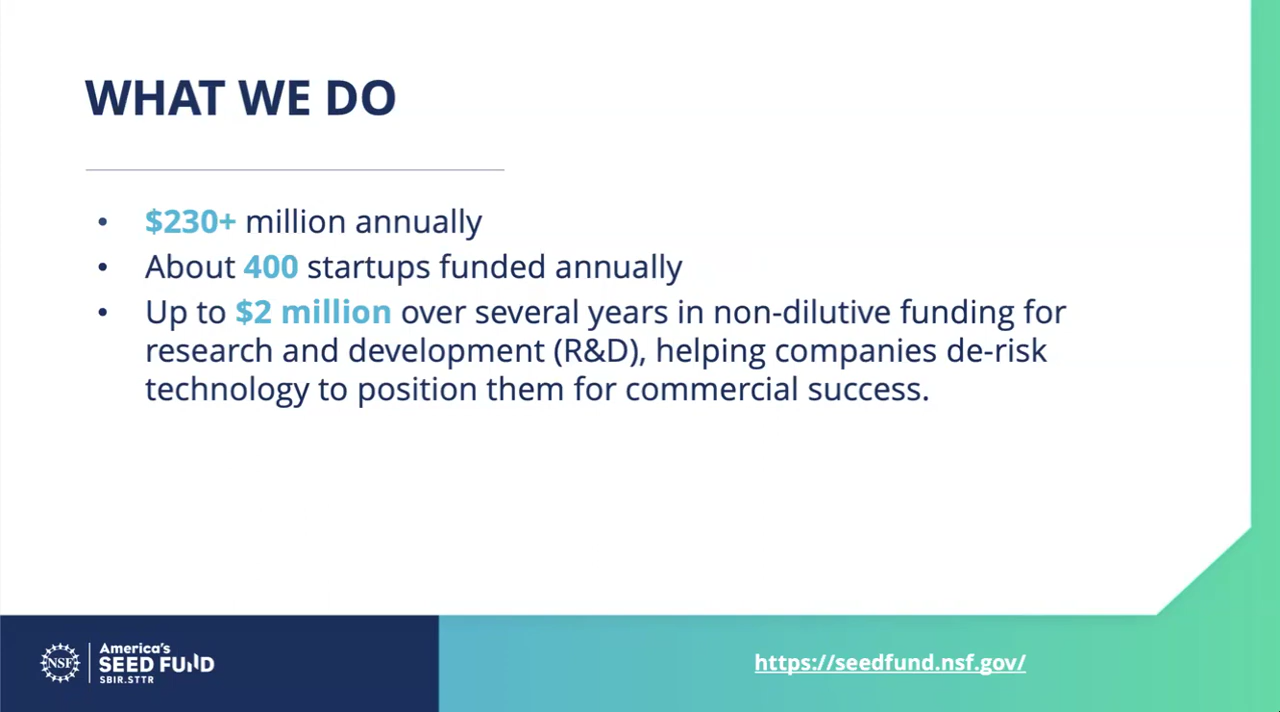 WHAT WE DO
• $230+ million annually
• About 400 startups funded annually
• Up to $2 million over several years in non-dilutive funding for
research and development (R&D), helping companies de-risk
technology to position them for commercial success.
NSF
America's
SEED FUND
SBIR.STTR
https://seedfund.nsf.gov/